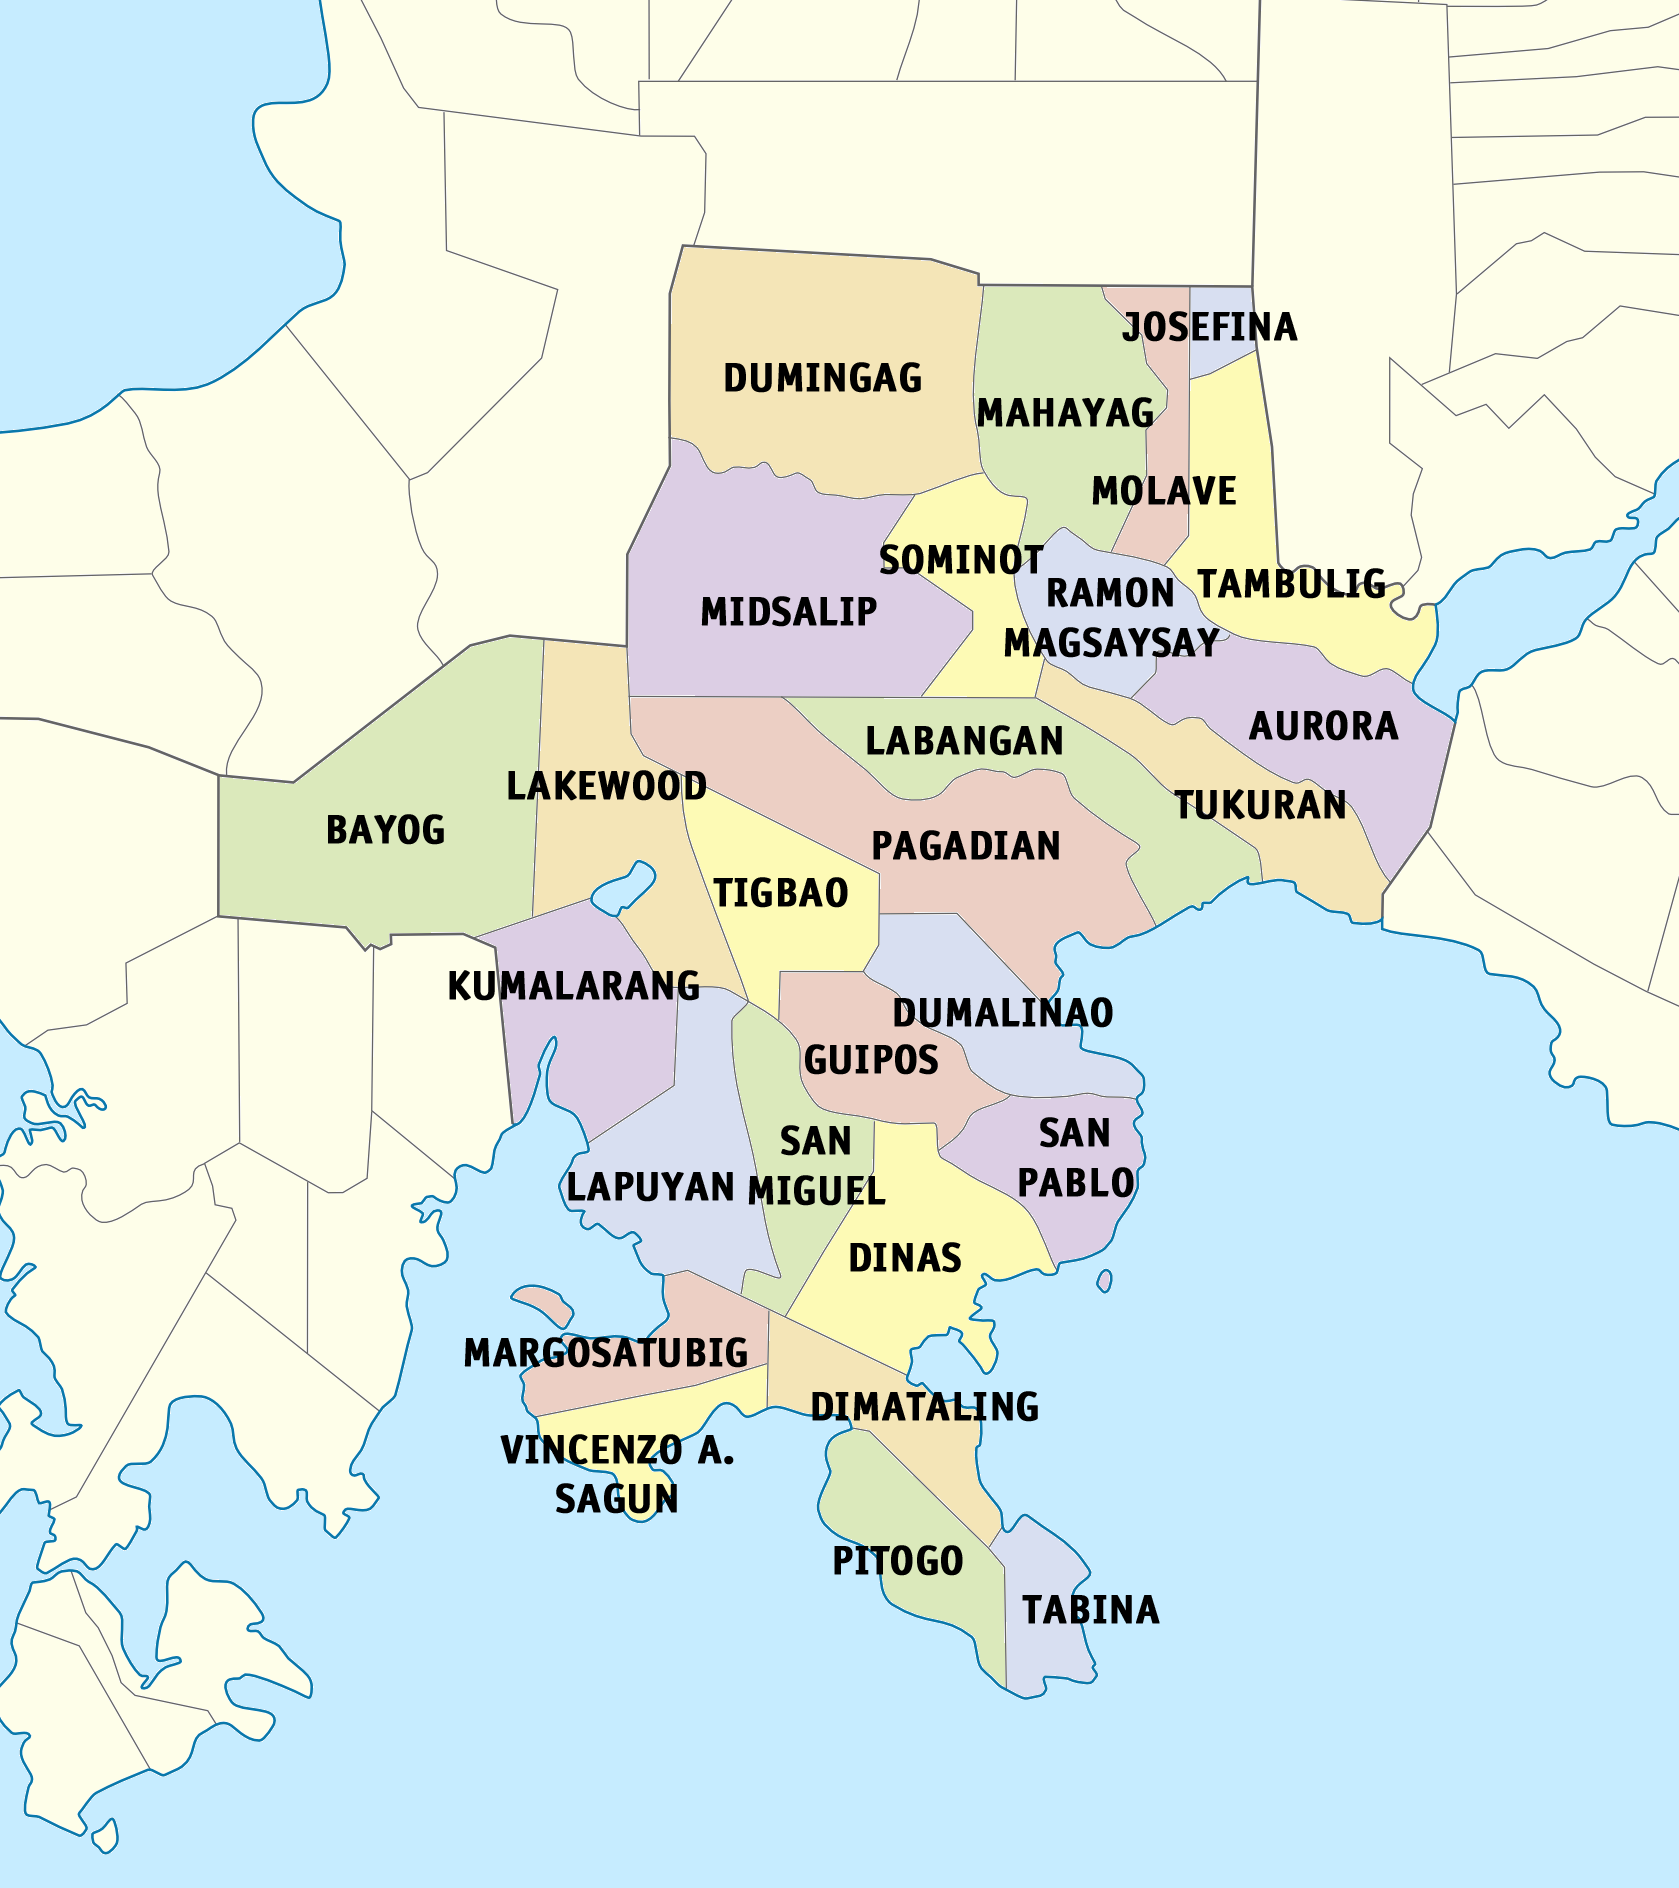 JOSEFINA
DUMINGAG
MAHAYAG
MOLAVE
SOMINOT
TAMBULIG
RAMON
MAGSAYSAY
MIDSALIP
AURORA
LABANGAN
LAKEWOOD
TUKURAN
BAYOG
PAGADIAN
TIGBAO
KUMALARANG
DUMALINAO
GUIPOS
SAN
PABLO
SAN
MIGUEL
LAPUYAN
DINAS
MARGOSATUBIG
DIMATALING
VINCENZO A.
SAGUN
PITOGO
TABINA